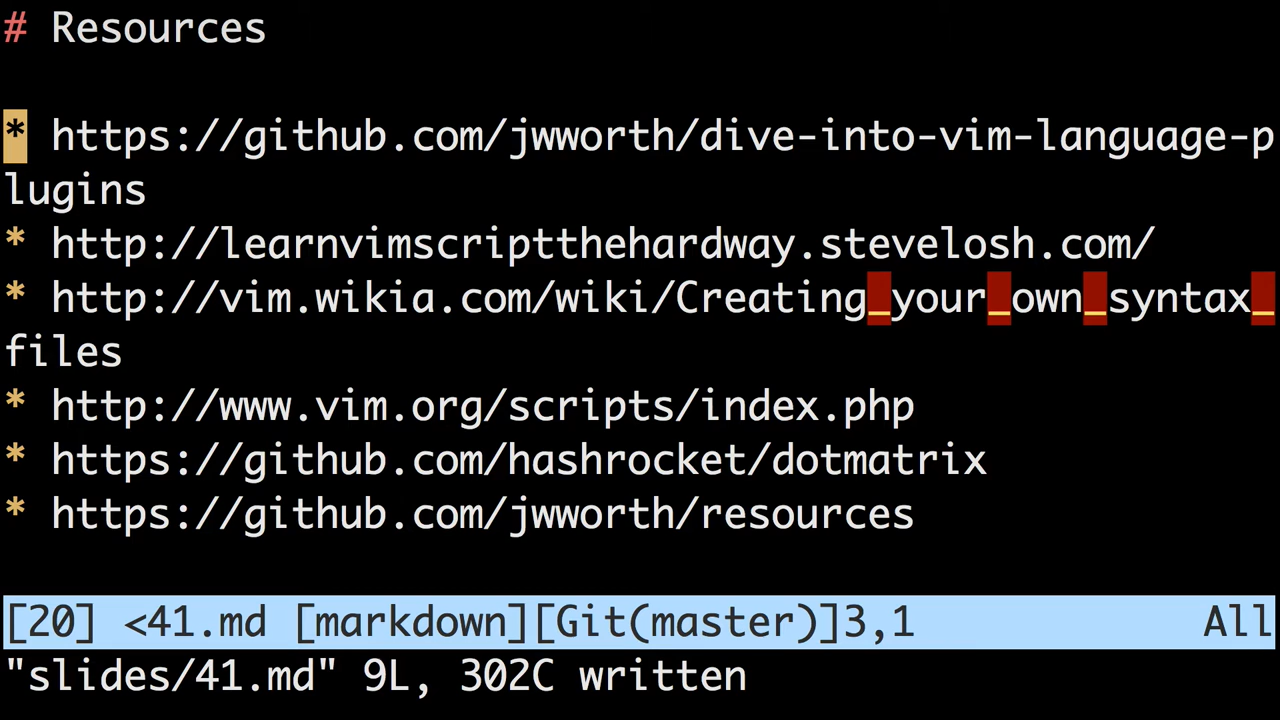 # Resources
* https://github.com/jwworth/dive-into-vim-language-p
lugins
* http://learnvimscriptthehardway.stevelosh.com/
* http://vim.wikia.com/wiki/Creating_your_own_syntax_
files
* http://www.vim.org/scripts/index.php
* https://github.com/hashrocket/dotmatrix
* https://github.com/jwworth/resources
[20] <41.md [markdown][Git(master)]3,1 All
"slides/41.md" 9L, 302C written